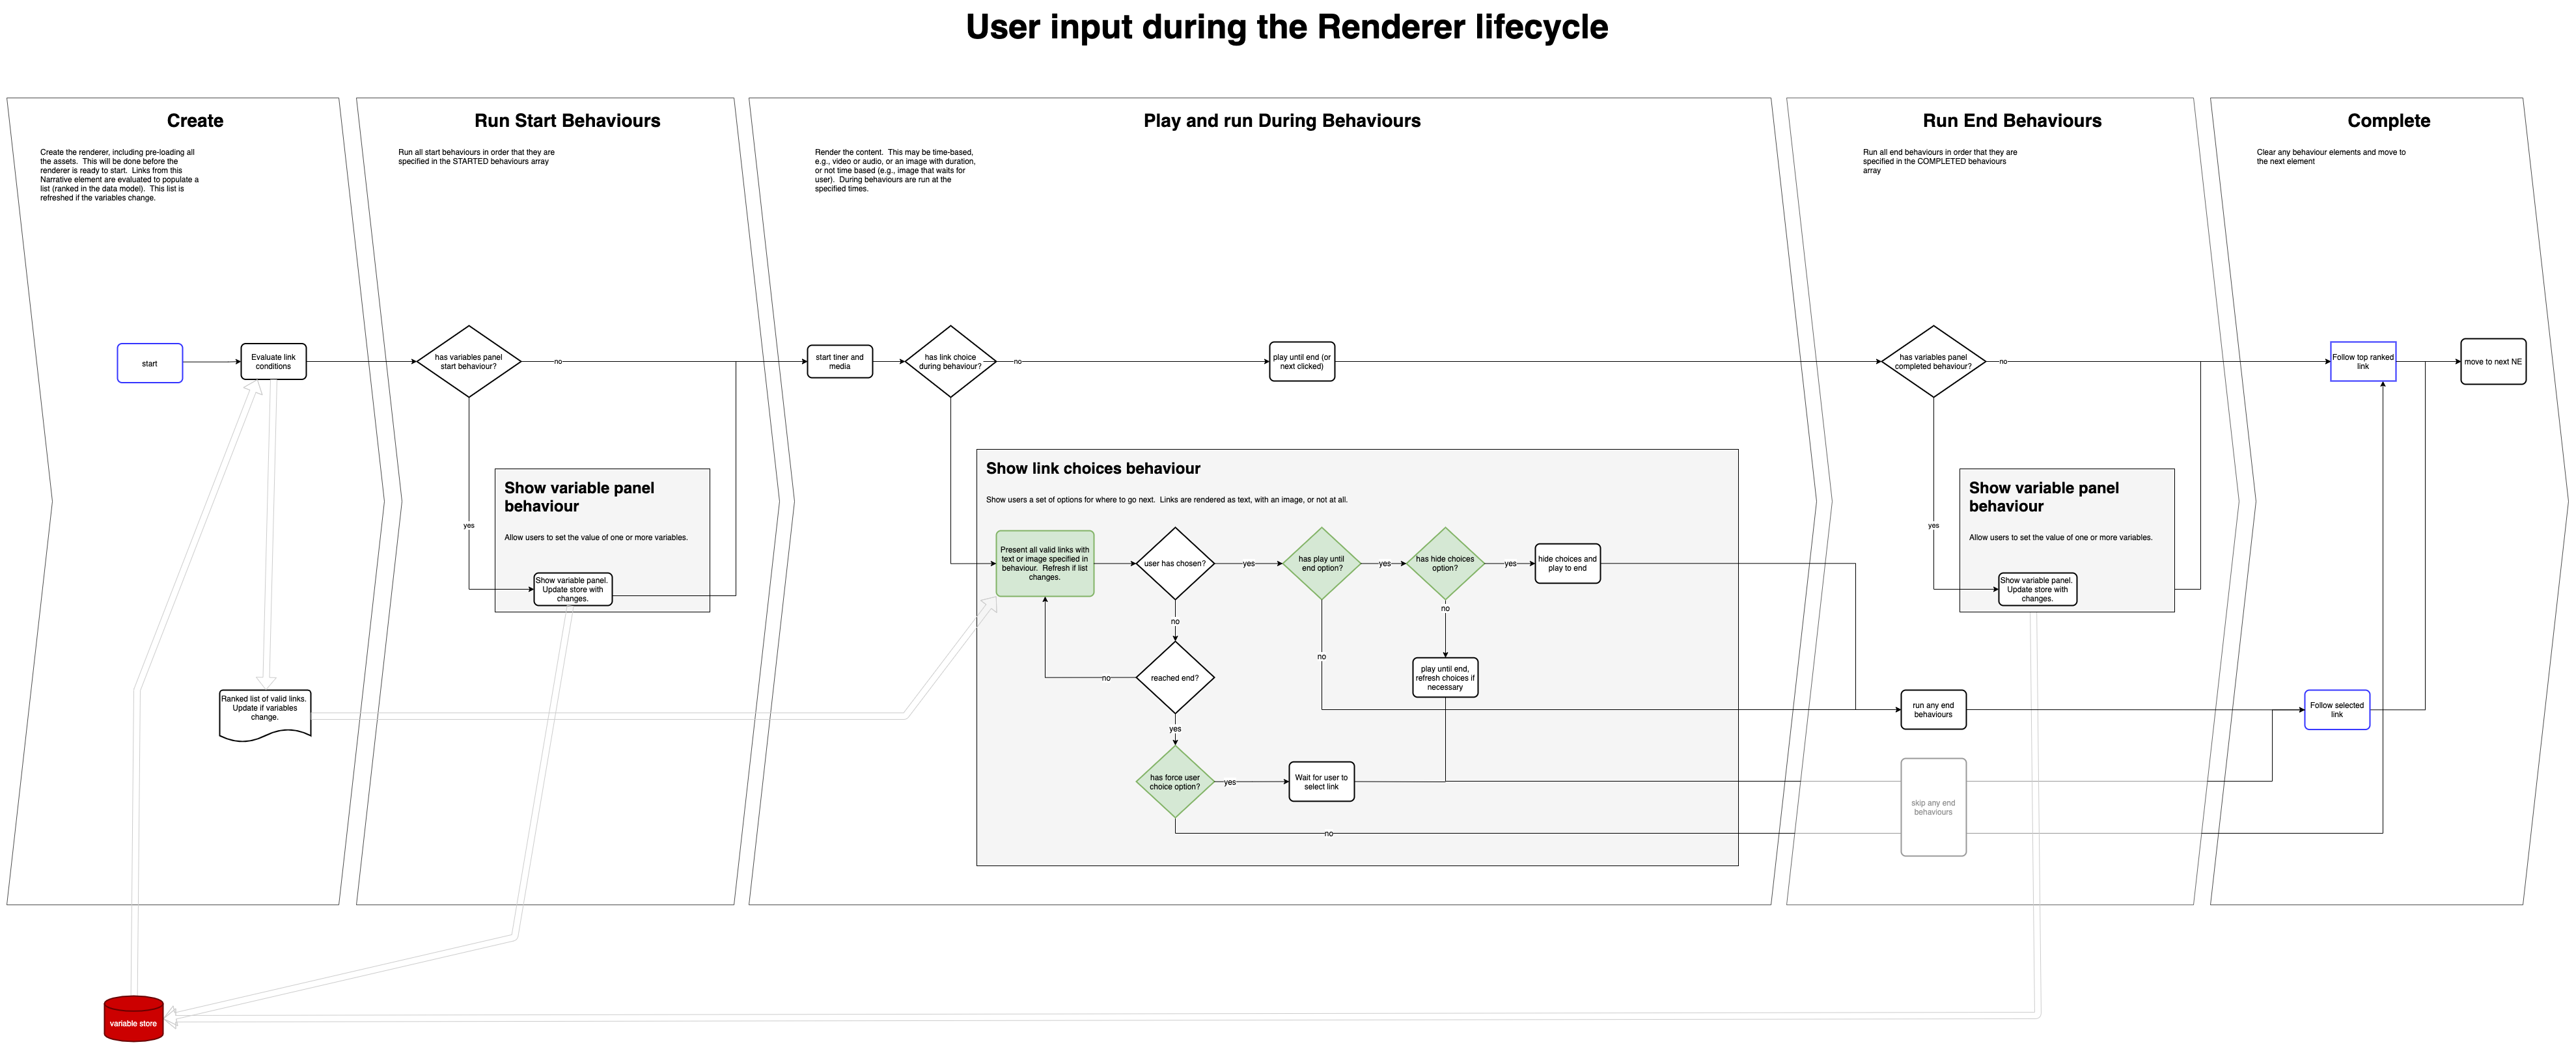 User input during the Renderer lifecycle
Create
Create the renderer, including pre-loading all
the assets. This will be done before the
renderer is ready to start. Links from this
Narrative element are evaluated to populate a
list (ranked in the data model). This list is
refreshed if the variables change.
start
Evaluate link
conditions
Ranked list of valid links.
Update if variables
change.
variable store
Run Start Behaviours
Run all start behaviours in order that they are
specified in the STARTED behaviours array
has variables panel
start behaviour?
no
yes
Show variable panel
behaviour
Allow users to set the value of one or more variables.
Show variable panel.
Update store with
changes.
Play and run During Behaviours
Render the content. This may be time-based,
e.g., video or audio, or an image with duration,
or not time based (e.g., image that waits for
user). During behaviours are run at the
specified times.
start tiner and
media
has link choice
during behaviour?
no
play until end (or
next clicked)
Show link choices behaviour
Show users a set of options for where to go next. Links are rendered as text, with an image, or not at all.
Present all valid links with
text or image specified in
behaviour. Refresh if list
changes.
user has chosen?
yes
has play until
end option?
yes
has hide choices
option?
yes
hide choices and
play to end
no
no
no
reached end?
no
play until end,
refresh choices if
necessary
yes
has force user
choice option?
yes
Wait for user to
select link
no
Run End Behaviours
Run all end behaviours in order that they are
specified in the COMPLETED behaviours
array
has variables panel
completed behaviour?
no
yes
Show variable panel
behaviour
Allow users to set the value of one or more variables.
Show variable panel.
Update store with
changes.
run any end
behaviours
skip any end
behaviours
Complete
Clear any behaviour elements and move to
the next element
Follow top ranked
link
move to next NE
Follow selected
link